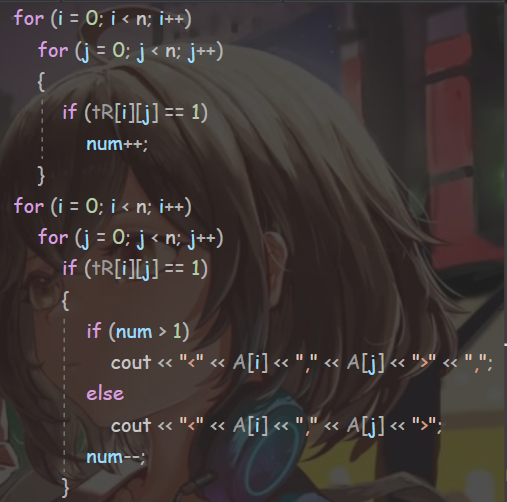 for (i = 0; i < n; i++)
for (j = 0; j < n; j++)
{
if (tR[i][j] == 1)
num++;
}
for (i = 0; i < n; i++)
for (j = 0; j < n; j++)
if (tR[i][j] == 1)
{
if (num > 1)
cout << "<" << A[i] << "," << A[j] << ">" << ",";
else
cout << "<" << A[i] << "," << A[j] << ">";
num--;
}